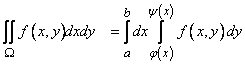 ∬_Ω f(x,y)dxdy = ∫_a^b dx ∫_{φ(x)}^{ψ(x)} f(x,y)dy